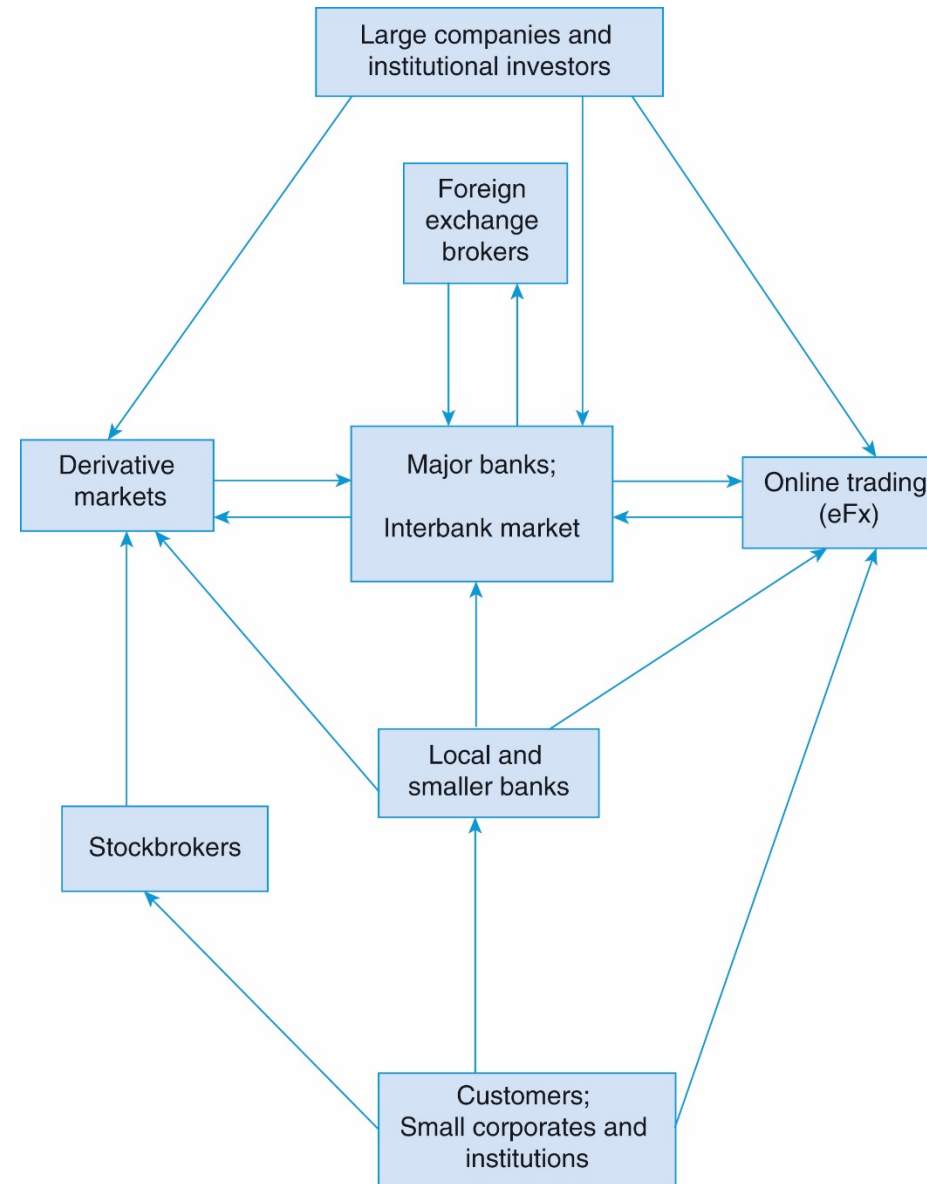 Large companies and
institutional investors
Foreign
exchange
brokers
Derivative
markets
Major banks;
Interbank market
Online trading
(eFx)
Local and
smaller banks
Stockbrokers
Customers;
Small corporates and
institutions